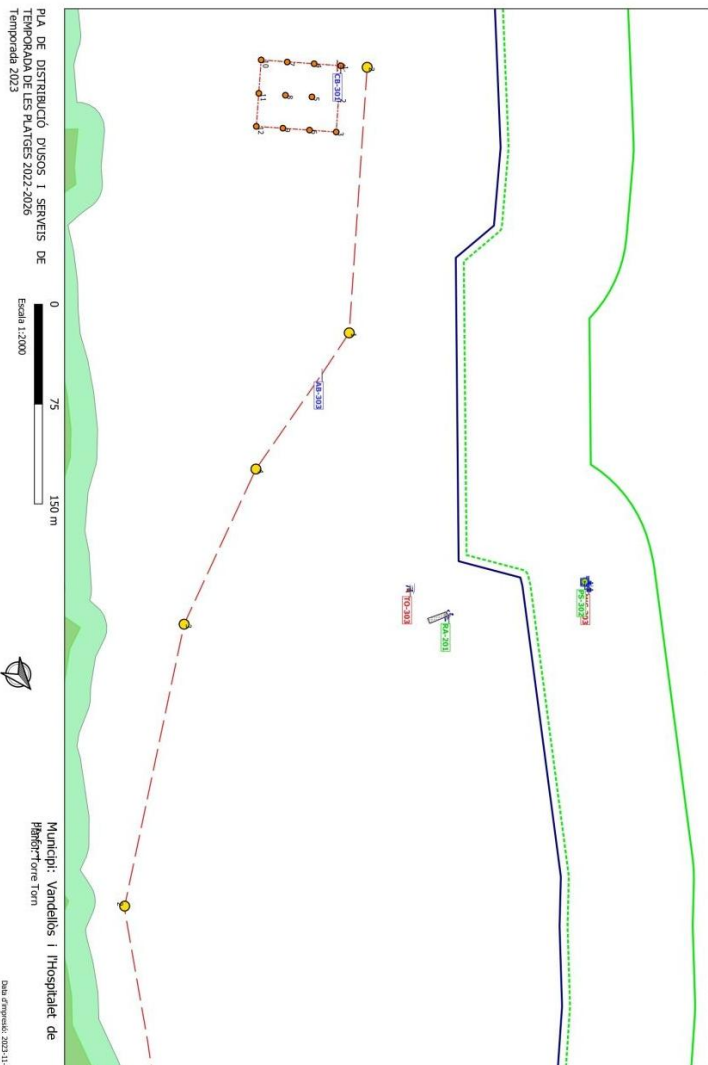 CB-301
AB-303
TO-303
RA-201
PS-302
PLA DE DISTRIBUCIÓ D'USOS I SERVEIS DE
TEMPORADA DE LES PLATGES 2022-2026
Temporada 2023
0 75 150 m
Escala 1:2000
Municipi: Vandellòs i l'Hospitalet de
Plànol: Torre Torn
Data d'impresió: 2023-11-